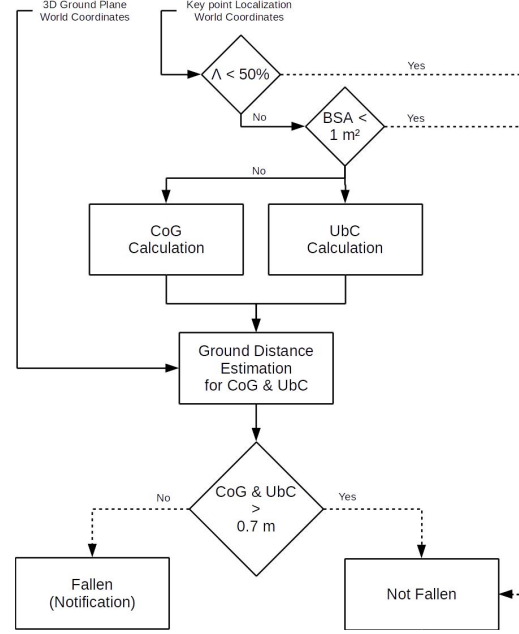 3D Ground Plane
World Coordinates
Key point Localization
World Coordinates
Λ < 50%
Yes
No
BSA <
1 m²
Yes
No
CoG
Calculation
UbC
Calculation
Ground Distance
Estimation
for CoG & UbC
CoG & UbC
>
0.7 m
No
Yes
Fallen
(Notification)
Not Fallen